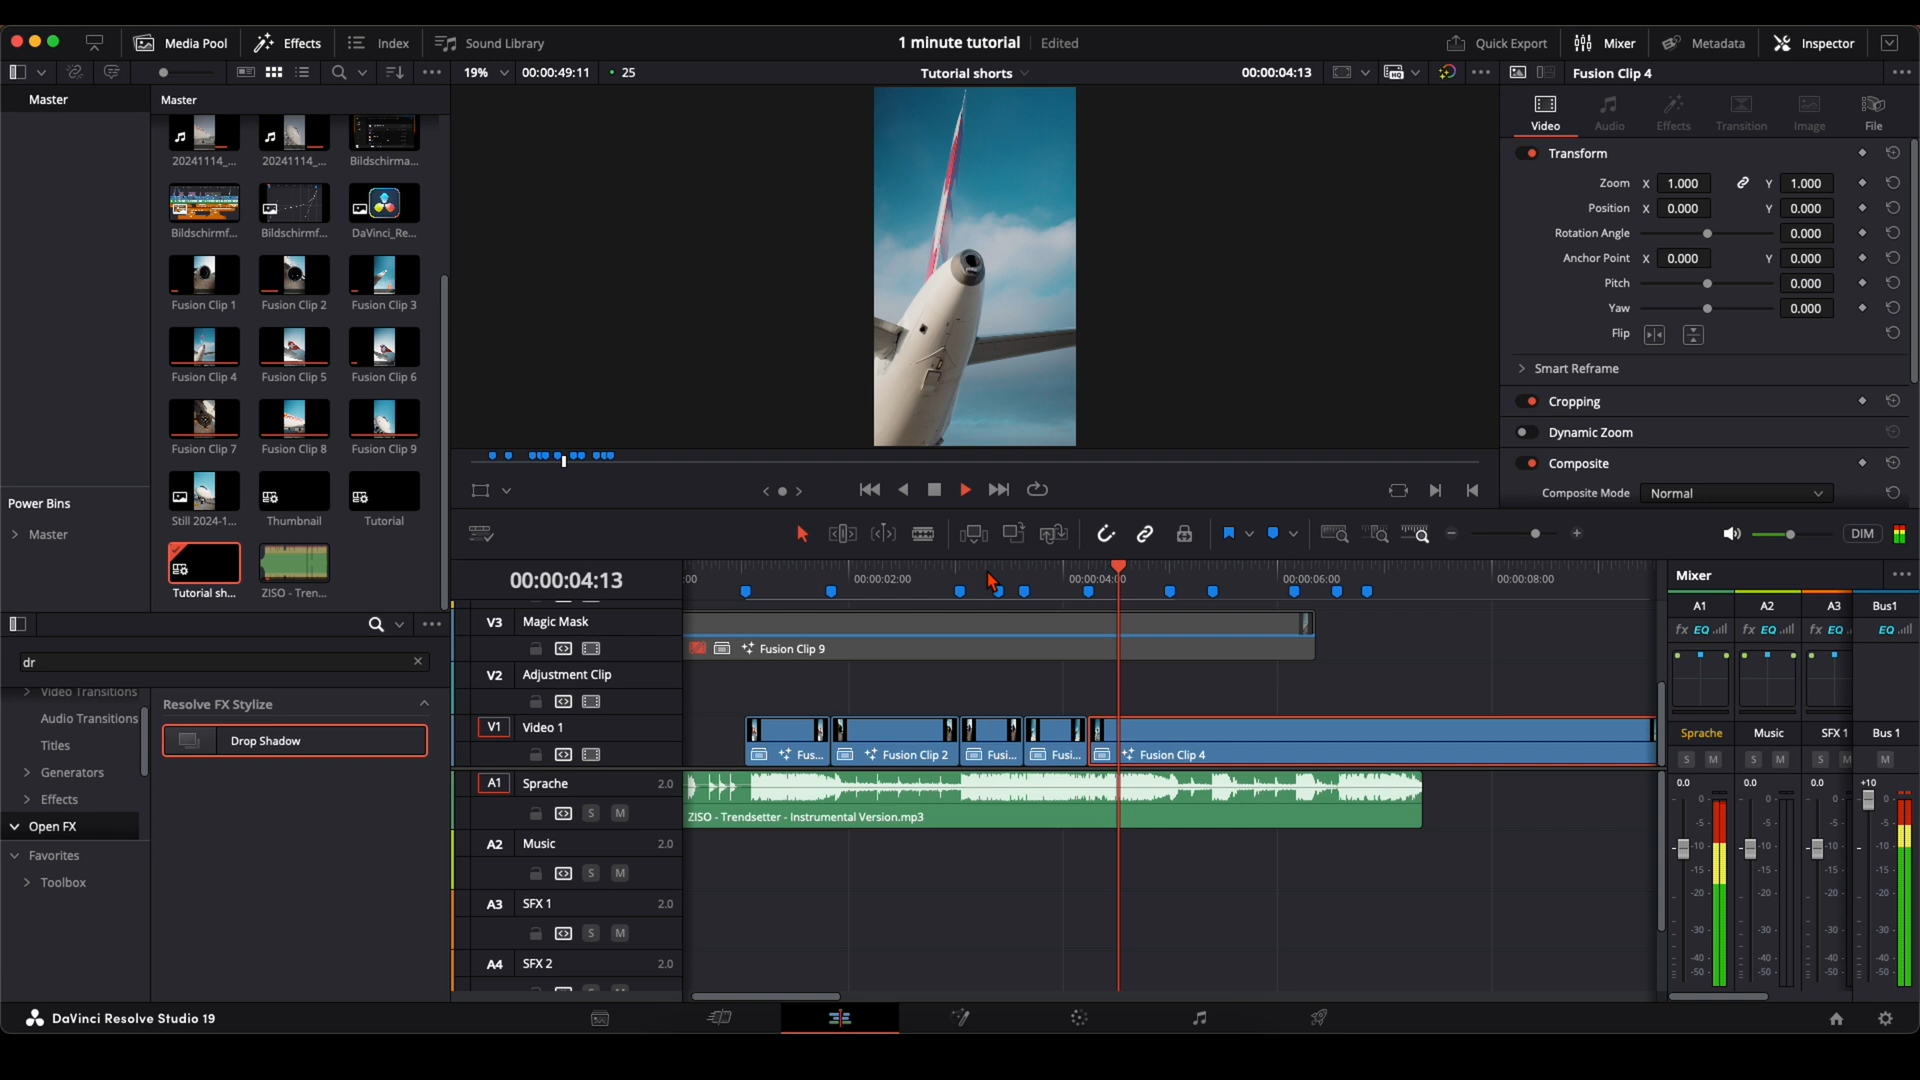 Media Pool
Effects
Index
Sound Library
1 minute tutorial
Edited
Quick Export
Mixer
Metadata
Inspector
19%
00:00:49:11
25
Tutorial shorts
00:00:04:13
Fusion Clip 4
Master
Master
Video
Audio
Effects
Transition
Image
File
20241114_...
20241114_...
Bildschirma...
Bildschirmf...
Bildschirmf...
DaVinci_Re...
Fusion Clip 1
Fusion Clip 2
Fusion Clip 3
Fusion Clip 4
Fusion Clip 5
Fusion Clip 6
Fusion Clip 7
Fusion Clip 8
Fusion Clip 9
Still 2024-1...
Thumbnail
Tutorial
Tutorial sh...
ZISO - Tren...
Power Bins
Master
Transform
Zoom X 1.000 Y 1.000
Position X 0.000 Y 0.000
Rotation Angle 0.000
Anchor Point X 0.000 Y 0.000
Pitch 0.000
Yaw 0.000
Flip
Smart Reframe
Cropping
Dynamic Zoom
Composite
Composite Mode Normal
DIM
00:00:04:13
:00
00:00:02:00
00:00:04:00
00:00:06:00
00:00:08:00
V3 Magic Mask
Fusion Clip 9
V2 Adjustment Clip
V1 Video 1
Fus...
Fusion Clip 2
Fusi...
Fusi...
Fusion Clip 4
A1 Sprache 2.0
S M
ZISO - Trendsetter - Instrumental Version.mp3
A2 Music 2.0
S M
A3 SFX 1 2.0
S M
A4 SFX 2 2.0
dr
Video Transitions
Audio Transitions
Titles
Generators
Effects
Open FX
Favorites
Toolbox
Resolve FX Stylize
Drop Shadow
Mixer
A1 A2 A3 Bus1
fx EQ fx EQ fx EQ EQ
Sprache Music SFX 1 Bus 1
S M S M S M M
0.0 0.0 0.0 +10
0- 0- 0- 0-
-5 -5 -5 -5
-10 -10 -10 -10
-15 -15 -15 -15
-20 -20 -20 -20
-30 -30 -30 -30
-40 -40 -40 -40
-50 -50 -50 -50
DaVinci Resolve Studio 19